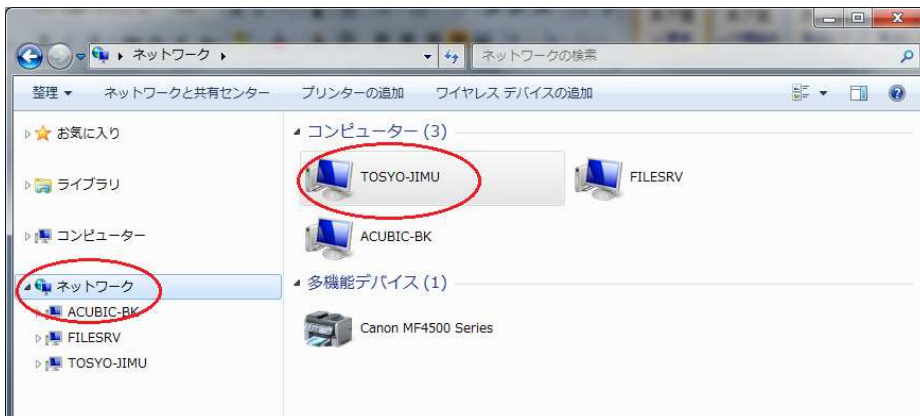 ネットワーク
ネットワークの検索
整理 ネットワークと共有センター プリンターの追加 ワイヤレス デバイスの追加
お気に入り
ライブラリ
コンピューター
ネットワーク
ACUBIC-BK
FILESRV
TOSYO-JIMU
コンピューター (3)
TOSYO-JIMU
FILESRV
ACUBIC-BK
多機能デバイス (1)
Canon MF4500 Series